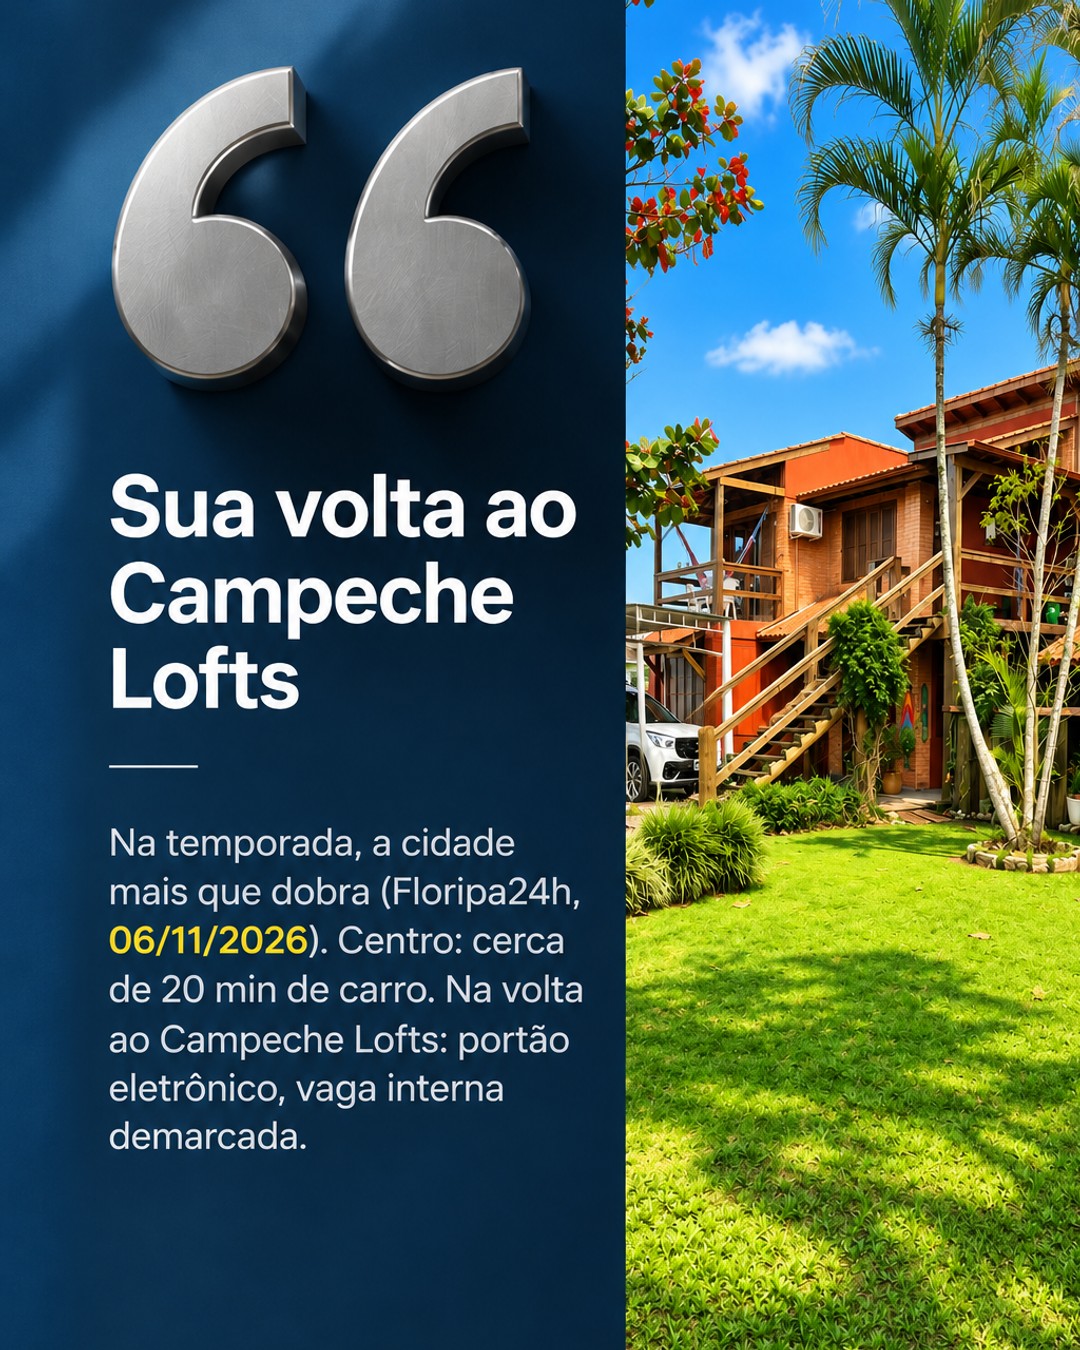 Sua volta ao
Campeche
Lofts
Na temporada, a cidade
mais que dobra (Floripa24h,
06/11/2026). Centro: cerca
de 20 min de carro. Na volta
ao Campeche Lofts: portão
eletrônico, vaga interna
demarcada.